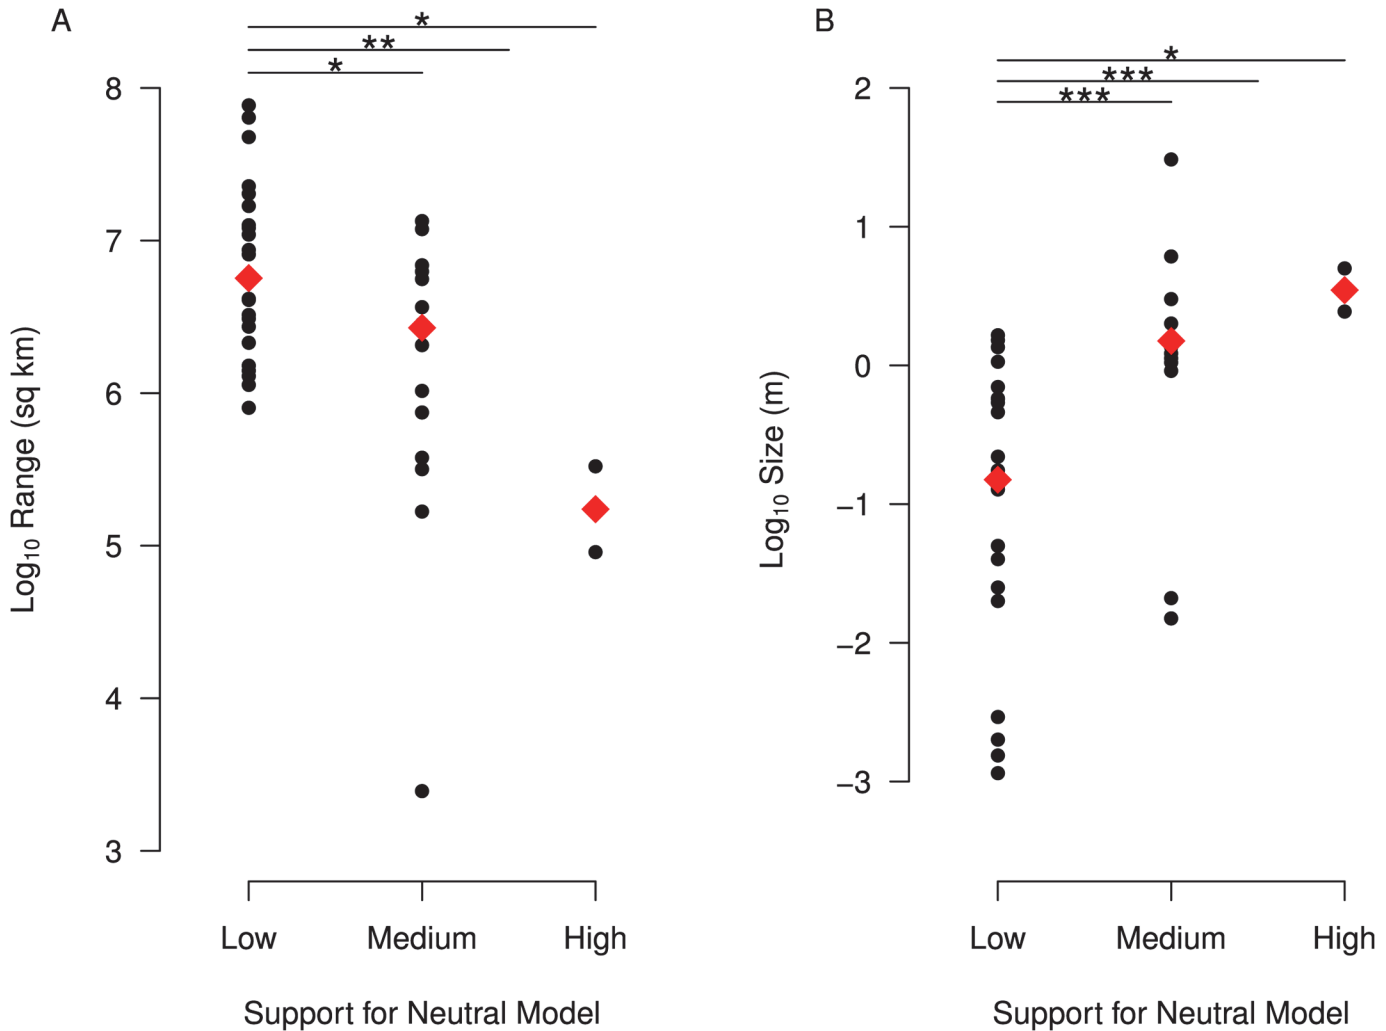 A
*
**
*
8
7
6
5
4
3
Log10 Range (sq km)
Low Medium High
Support for Neutral Model
B
*
***
***
2
1
0
−1
−2
−3
Log10 Size (m)
Low Medium High
Support for Neutral Model